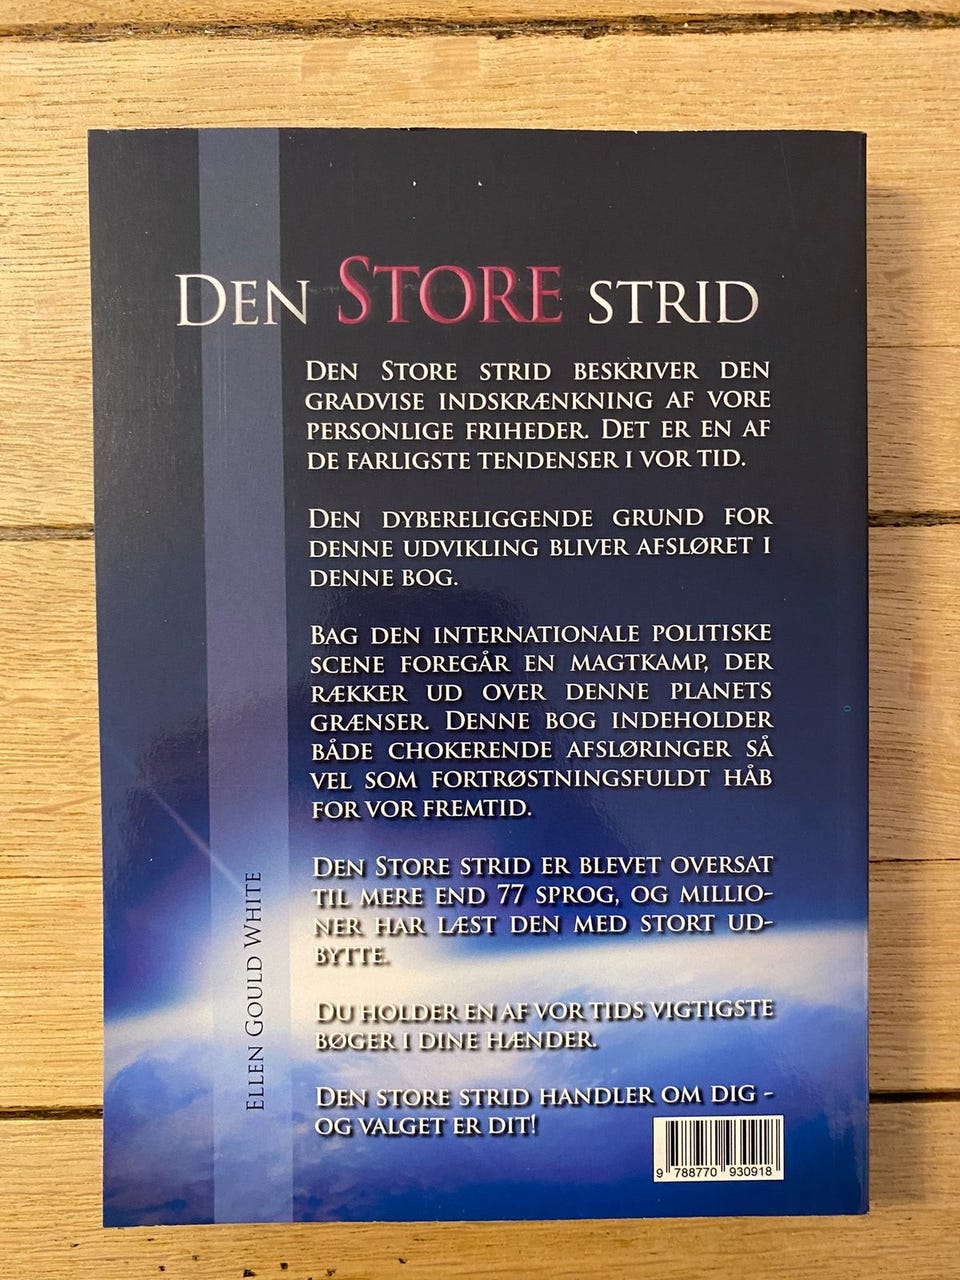 DEN STORE STRID
DEN STORE STRID BESKRIVER DEN
GRADVISE INDSKRÆNKNING AF VORE
PERSONLIGE FRIHEDER. DET ER EN AF
DE FARLIGSTE TENDENSER I VOR TID.
DEN DYBERELIGGENDE GRUND FOR
DENNE UDVIKLING BLIVER AFSLØRET I
DENNE BOG.
BAG DEN INTERNATIONALE POLITISKE
SCENE FOREGÅR EN MAGTKAMP, DER
RÆKKER UD OVER DENNE PLANETS
GRÆNSER. DENNE BOG INDEHOLDER
BÅDE CHOKERENDE AFSLØRINGER SÅ
VEL SOM FORTRØSTNINGSFULDT HÅB
FOR VOR FREMTID.
DEN STORE STRID ER BLEVET OVERSAT
TIL MERE END 77 SPROG, OG MILLIO-
NER HAR LÆST DEN MED STORT UD-
BYTTE.
DU HOLDER EN AF VOR TIDS VIGTIGSTE
BØGER I DINE HÆNDER.
DEN STORE STRID HANDLER OM DIG -
OG VALGET ER DIT!
ELLEN GOULD WHITE
9 788770 930918